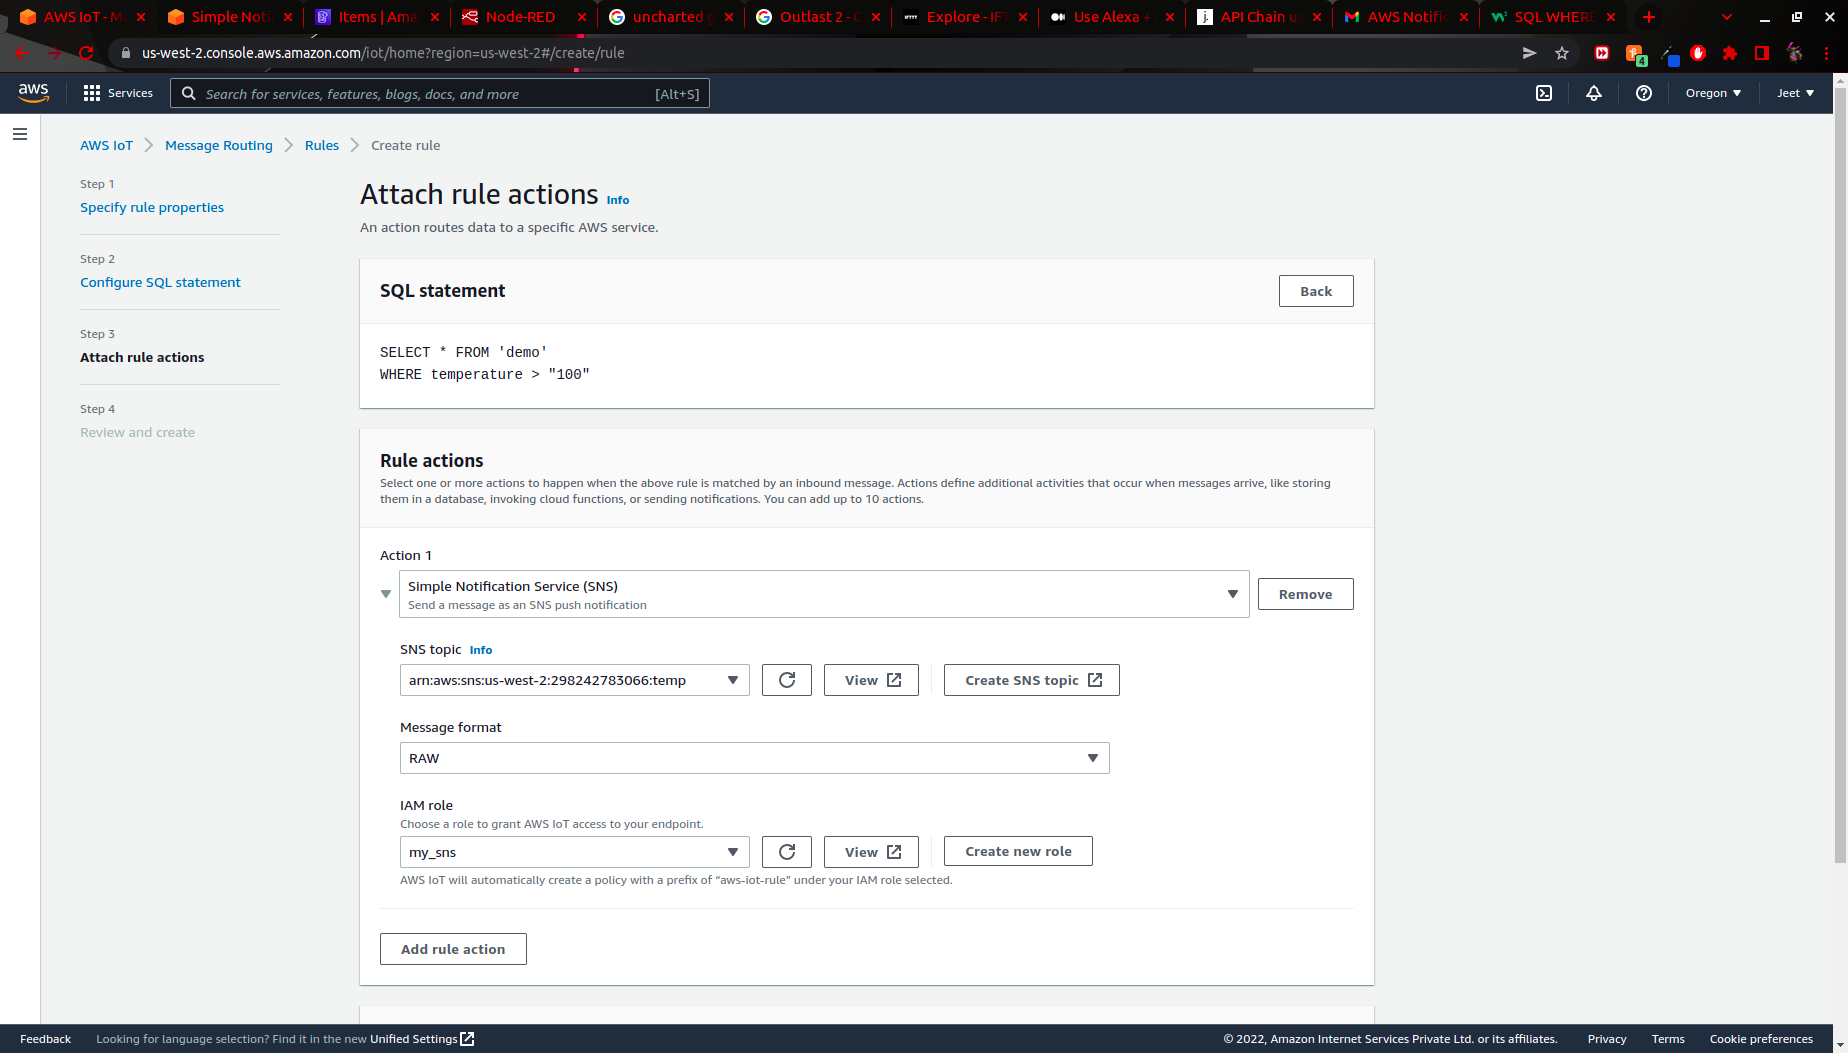 AWS IoT - M
Simple Noti
Items | Ama
Node-RED
uncharted g
Outlast 2 - G
Explore - IFT
Use Alexa +
API Chain us
AWS Notific
SQL WHERE
us-west-2.console.aws.amazon.com/iot/home?region=us-west-2#/create/rule
4
aws
Services
Search for services, features, blogs, docs, and more
[Alt+S]
Oregon
Jeet
AWS IoT
Message Routing
Rules
Create rule
Step 1
Specify rule properties
Step 2
Configure SQL statement
Step 3
Attach rule actions
Step 4
Review and create
Attach rule actions Info
An action routes data to a specific AWS service.
SQL statement
Back
SELECT * FROM 'demo'
WHERE temperature > "100"
Rule actions
Select one or more actions to happen when the above rule is matched by an inbound message. Actions define additional activities that occur when messages arrive, like storing
them in a database, invoking cloud functions, or sending notifications. You can add up to 10 actions.
Action 1
Simple Notification Service (SNS)
Send a message as an SNS push notification
Remove
SNS topic Info
arn:aws:sns:us-west-2:298242783066:temp
View
Create SNS topic
Message format
RAW
IAM role
Choose a role to grant AWS IoT access to your endpoint.
my_sns
View
Create new role
AWS IoT will automatically create a policy with a prefix of “aws-iot-rule” under your IAM role selected.
Add rule action
Feedback
Looking for language selection? Find it in the new Unified Settings
© 2022, Amazon Internet Services Private Ltd. or its affiliates.
Privacy
Terms
Cookie preferences